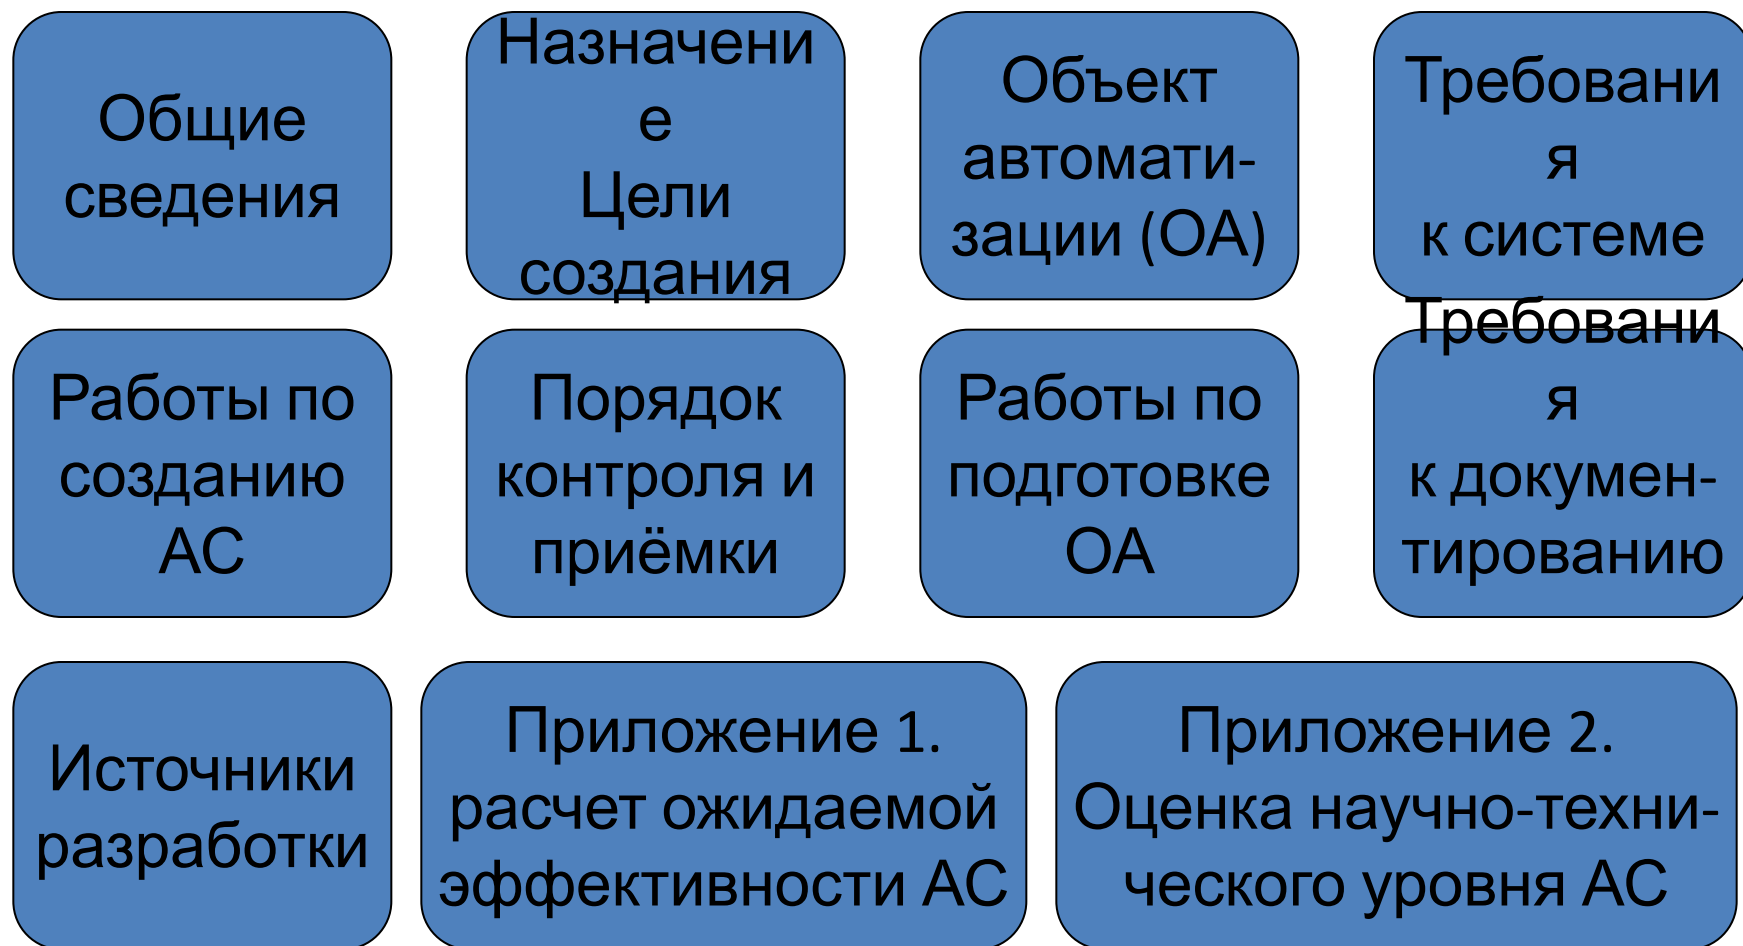 Общие
сведения
Назначени
е
Цели
создания
Объект
автомати-
зации (ОА)
Требовани
я
к системе
Работы по
созданию
АС
Порядок
контроля и
приёмки
Работы по
подготовке
ОА
Требовани
я
к докумен-
тированию
Источники
разработки
Приложение 1.
расчет ожидаемой
эффективности АС
Приложение 2.
Оценка научно-техни-
ческого уровня АС